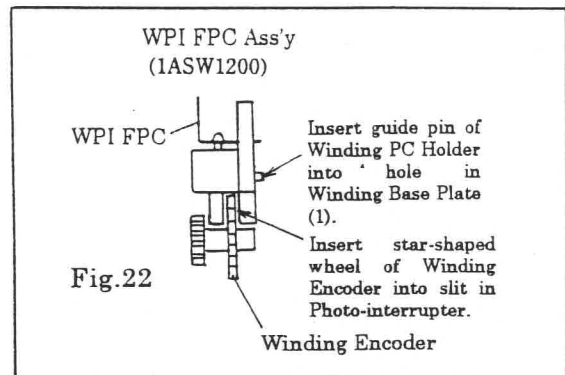 WPI FPC Ass'y
(1ASW1200)
WPI FPC
Insert guide pin of
Winding PC Holder
into hole in
Winding Base Plate
(1).
Insert star-shaped
wheel of Winding
Encoder into slit in
Photo-interrupter.
Fig.22
Winding Encoder